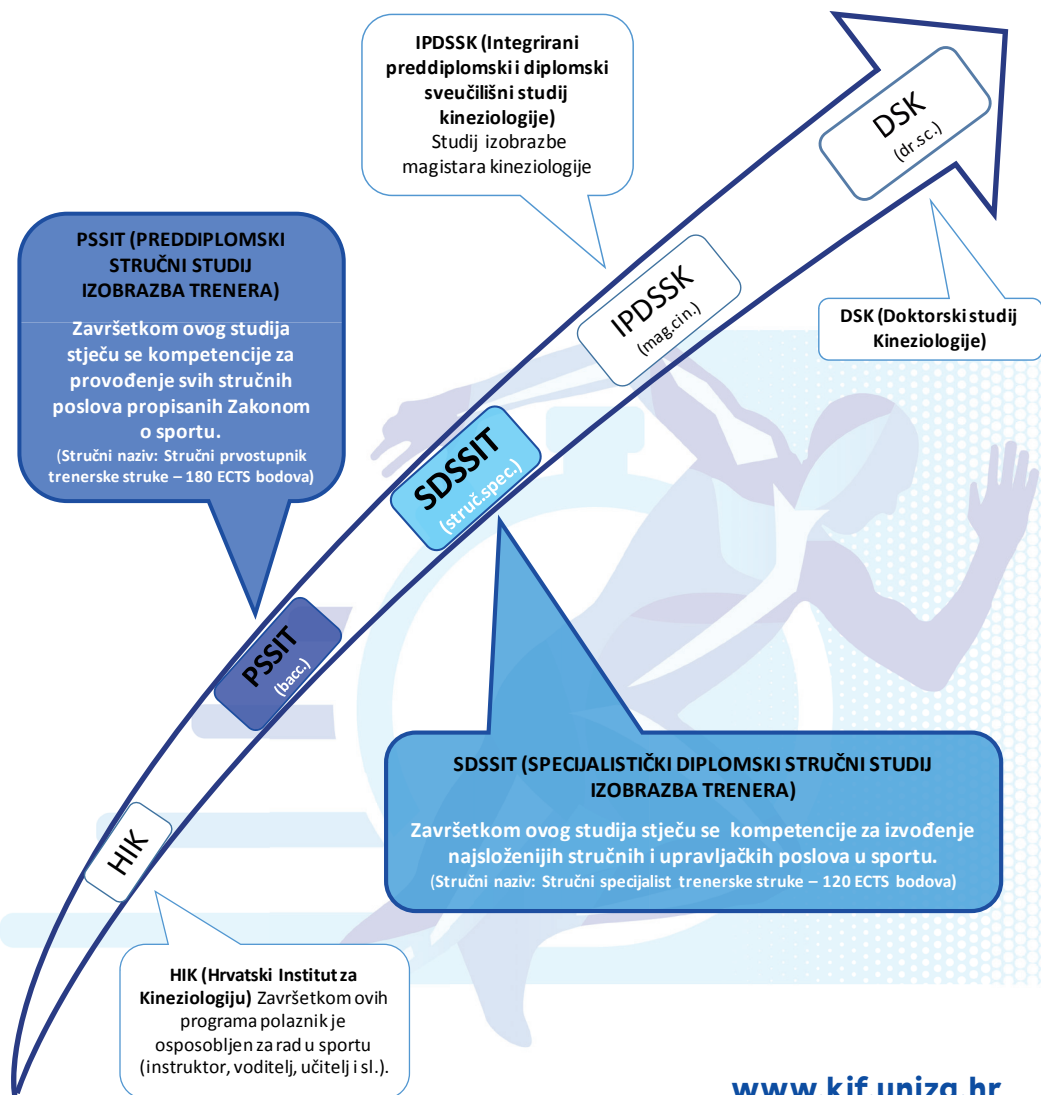 IPDSSK (Integrirani
preddiplomski i diplomski
sveučilišni studij
kineziologije)
Studij izobrazbe
magistara kineziologije
DSK
(dr.sc.)
PSSIT (PREDDIPLOMSKI
STRUČNI STUDIJ
IZOBRAZBA TRENERA)
Završetkom ovog studija
stječu se kompetencije za
provođenje svih stručnih
poslova propisanih Zakonom
o sportu.
(Stručni naziv: Stručni prvostupnik
trenerske struke – 180 ECTS bodova)
IPDSSK
(mag.cin.)
DSK (Doktorski studij
Kineziologije)
SDSSIT
(struč.spec.)
PSSIT
(bacc.)
SDSSIT (SPECIJALISTIČKI DIPLOMSKI STRUČNI STUDIJ
IZOBRAZBA TRENERA)
Završetkom ovog studija stječu se kompetencije za izvođenje
najsloženijih stručnih i upravljačkih poslova u sportu.
(Stručni naziv: Stručni specijalist trenerske struke – 120 ECTS bodova)
HIK
HIK (Hrvatski Institut za
Kineziologiju) Završetkom ovih
programa polaznik je
osposobljen za rad u sportu
(instruktor, voditelj, učitelj i sl.).
www.kif.unizg.hr